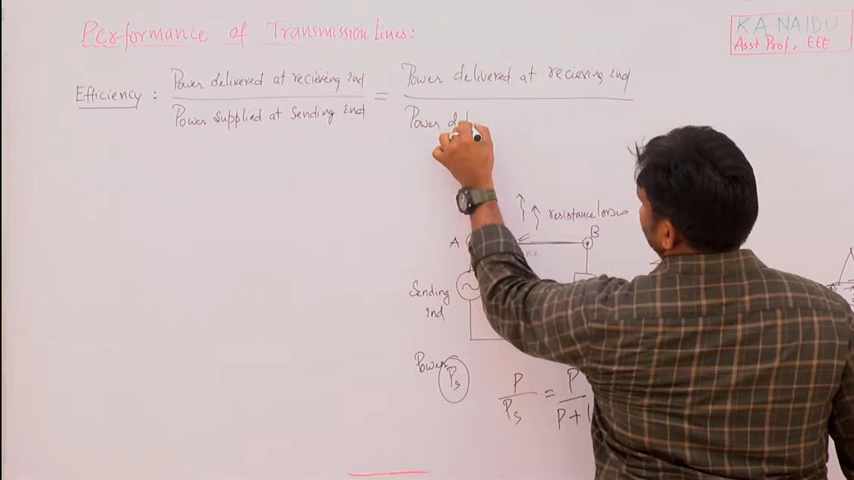 Performance of Transmission Lines:
K A NAIDU
Asst Prof, EEE
Efficiency : Power delivered at recieving End = Power delivered at recieving End
Power supplied at Sending End
Power del
resistance losses
A
B
Sending
End
Power
Ps
P = P
Ps P+